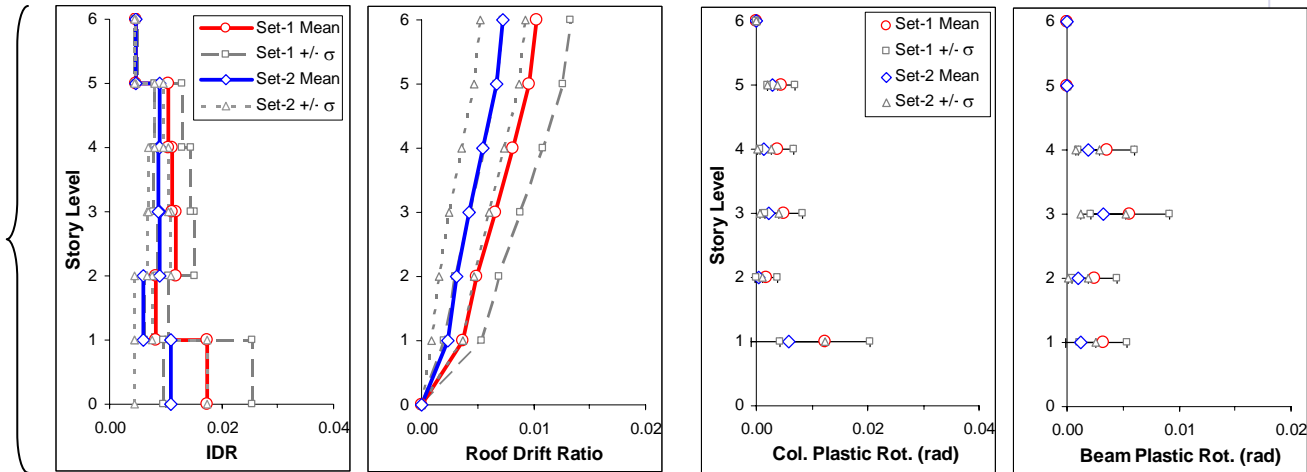 Story Level
6
5
4
3
2
1
0
0.00
0.02
0.04
IDR
Set-1 Mean
Set-1 +/- σ
Set-2 Mean
Set-2 +/- σ
6
5
4
3
2
1
0
0.00
0.01
0.02
Roof Drift Ratio
Story Level
6
5
4
3
2
1
0
0.00
0.02
0.04
Col. Plastic Rot. (rad)
Set-1 Mean
Set-1 +/- σ
Set-2 Mean
Set-2 +/- σ
6
5
4
3
2
1
0
0.00
0.01
0.02
Beam Plastic Rot. (rad)